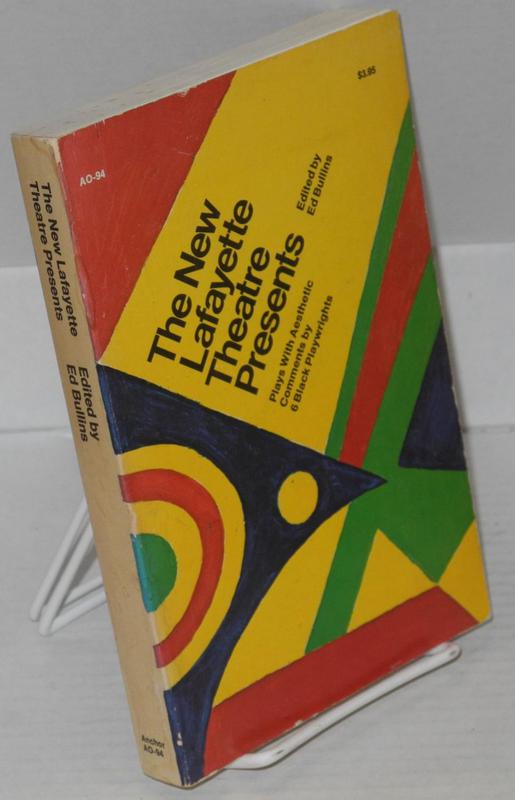 $3.95
AO-94
The New
Lafayette
Theatre
Presents
Edited by
Ed Bullins
Plays With Aesthetic
Comments by
6 Black Playwrights
The New Lafayette
Theatre Presents
Edited by
Ed Bullins
Anchor
AO-94